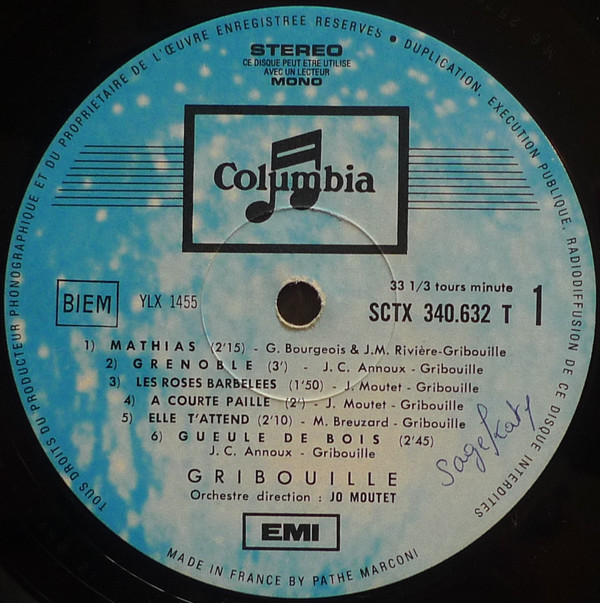 TOUS DROITS DU PRODUCTEUR PHONOGRAPHIQUE ET DU PROPRIETAIRE DE L'ŒUVRE ENREGISTREE RESERVES • DUPLICATION, EXECUTION PUBLIQUE, RADIODIFFUSION DE CE DISQUE INTERDITES
STEREO
CE DISQUE PEUT ETRE UTILISE
AVEC UN LECTEUR
MONO
Columbia
BIEM
YLX 1455
33 1/3 tours minute
SCTX 340.632 T
1
1) MATHIAS (2'15) - G. Bourgeois & J.M. Rivière-Gribouille
2) GRENOBLE (3') - J.C. Annoux - Gribouille
3) LES ROSES BARBELEES (1'50) - J. Moutet - Gribouille
4) A COURTE PAILLE (2') - J. Moutet - Gribouille
5) ELLE T'ATTEND (2'10) - M. Breuzard - Gribouille
6) GUEULE DE BOIS (2'45)
J.C. Annoux - Gribouille
GRIBOUILLE
Orchestre direction : JO MOUTET
EMI
MADE IN FRANCE BY PATHE MARCONI